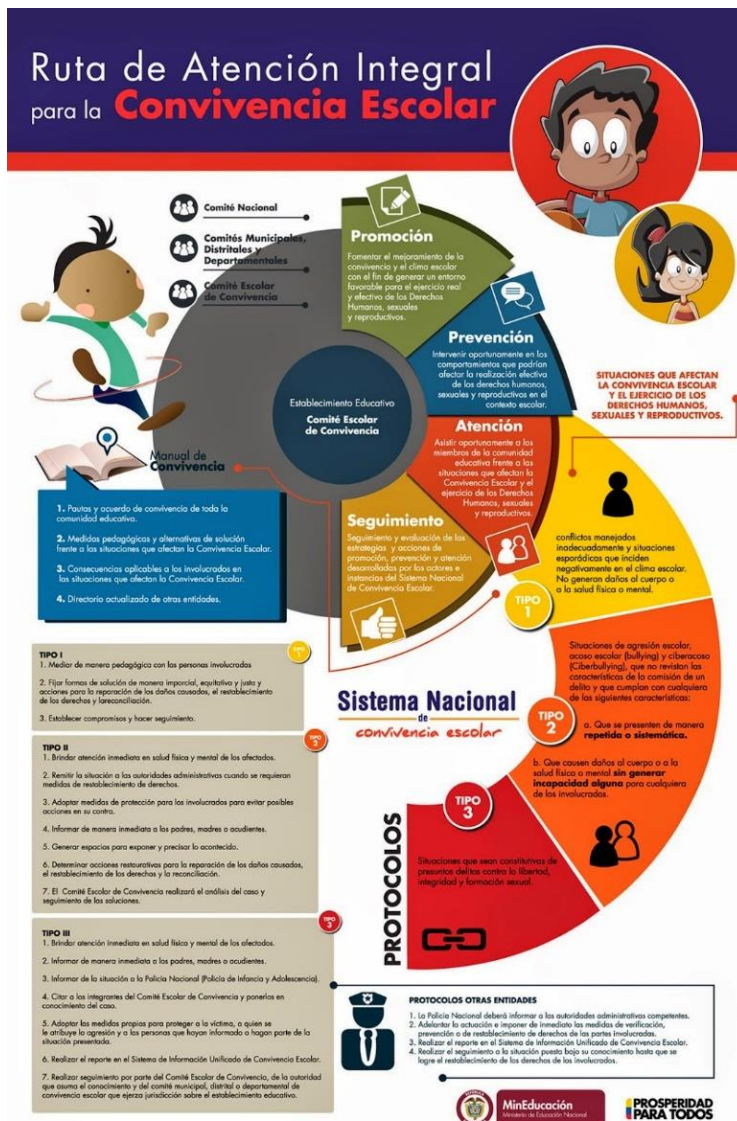 Ruta de Atención Integral
para la Convivencia Escolar
Comité Nacional
Comités Municipales,
Distritales y
Departamentales
Comité Escolar
de Convivencia
Promoción
Fomentar el mejoramiento de la
convivencia y el clima escolar
con el fin de generar un entorno
favorable para el ejercicio real
y efectivo de los Derechos
Humanos, sexuales
y reproductivos.
Prevención
Intervenir oportunamente en los
comportamientos que podrían
afectar la realización efectiva
de los derechos humanos,
sexuales y reproductivos en el
contexto escolar.
Establecimiento Educativo
Comité Escolar
de Convivencia
Atención
Asistir oportunamente a los
miembros de la comunidad
educativa frente a las
situaciones que afectan la
Convivencia Escolar y el
ejercicio de los Derechos
Humanos, sexuales
y reproductivos.
Seguimiento
Seguimiento y evaluación de las
estrategias y acciones de
promoción, prevención y atención
desarrolladas por los actores e
instancias del Sistema Nacional
de Convivencia Escolar.
SITUACIONES QUE AFECTAN
LA CONVIVENCIA ESCOLAR
Y EL EJERCICIO DE LOS
DERECHOS HUMANOS,
SEXUALES Y REPRODUCTIVOS.
Manual de
Convivencia
1. Pautas y acuerdo de convivencia de toda la
comunidad educativa.
2. Medidas pedagógicas y alternativas de solución
frente a las situaciones que afectan la Convivencia Escolar.
3. Consecuencias aplicables a los involucrados en
las situaciones que afectan la Convivencia Escolar.
4. Directorio actualizado de otras entidades.
TIPO
1
conflictos manejados
inadecuadamente y situaciones
esporádicas que inciden
negativamente en el clima escolar.
No generan daños al cuerpo o
a la salud física o mental.
TIPO
2
Situaciones de agresión escolar,
acoso escolar (bullying) y ciberacoso
(Ciberbullying), que no revistan las
características de la comisión de un
delito y que cumplan con cualquiera
de las siguientes características:
a. Que se presenten de manera
repetida o sistemática.
b. Que causen daños al cuerpo o a la
salud física o mental sin generar
incapacidad alguna para cualquiera
de los involucrados.
TIPO
3
Situaciones que sean constitutivas de
presuntos delitos contra la libertad,
integridad y formación sexual.
PROTOCOLOS
Sistema Nacional
de
convivencia escolar
TIPO I
TIPO
1
1. Mediar de manera pedagógica con las personas involucradas
2. Fijar formas de solución de manera imparcial, equitativa y justa y
acciones para la reparación de los daños causados, el restablecimiento
de los derechos y lareconciliación.
3. Establecer compromisos y hacer seguimiento.
TIPO II
TIPO
2
1. Brindar atención inmediata en salud física y mental de los afectados.
2. Remitir la situación a las autoridades administrativas cuando se requieran
medidas de restablecimiento de derechos.
3. Adoptar medidas de protección para los involucrados para evitar posibles
acciones en su contra.
4. Informar de manera inmediata a los padres, madres o acudientes.
5. Generar espacios para exponer y precisar lo acontecido.
6. Determinar acciones restaurativas para la reparación de los daños causados,
el restablecimiento de los derechos y la reconciliación.
7. El Comité Escolar de Convivencia realizará el análisis del caso y
seguimiento de las soluciones.
TIPO III
TIPO
3
1. Brindar atención inmediata en salud física y mental de los afectados.
2. Informar de manera inmediata a los padres, madres o acudientes.
3. Informar de la situación a la Policía Nacional (Policía de Infancia y Adolescencia).
4. Citar a los integrantes del Comité Escolar de Convivencia y ponerlos en
conocimiento del caso.
5. Adoptar las medidas propias para proteger a la víctima, a quien se
le atribuye la agresión y a las personas que hayan informado o hagan parte de la
situación presentada.
6. Realizar el reporte en el Sistema de Información Unificado de Convivencia Escolar.
7. Realizar seguimiento por parte del Comité Escolar de Convivencia, de la autoridad
que asuma el conocimiento y del comité municipal, distrital o departamental de
convivencia escolar que ejerza jurisdicción sobre el establecimiento educativo.
PROTOCOLOS OTRAS ENTIDADES
1. La Policía Nacional deberá informar a las autoridades administrativas competentes.
2. Adelantar la actuación e imponer de inmediato las medidas de verificación,
prevención o de restablecimiento de derechos de las partes involucradas.
3. Realizar el reporte en el Sistema de Información Unificado de Convivencia Escolar.
4. Realizar el seguimiento a la situación puesta bajo su conocimiento hasta que se
logre el restablecimiento de los derechos de los involucrados.
MinEducación
Ministerio de Educación Nacional
PROSPERIDAD
PARA TODOS